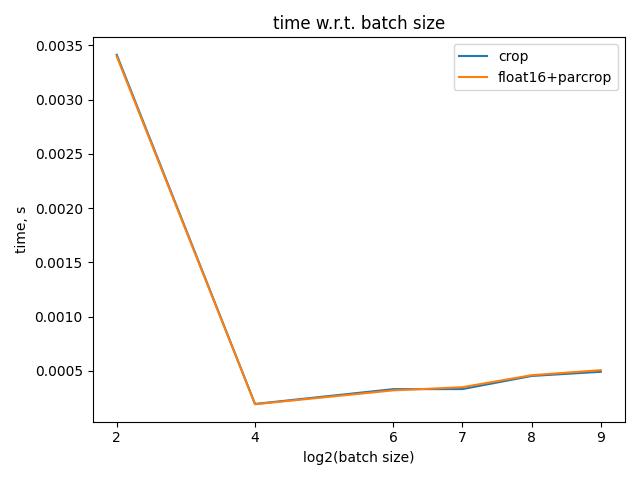 time w.r.t. batch size
crop
float16+parcrop
0.0035
0.0030
0.0025
0.0020
0.0015
0.0010
0.0005
time, s
2 4 6 7 8 9
log2(batch size)